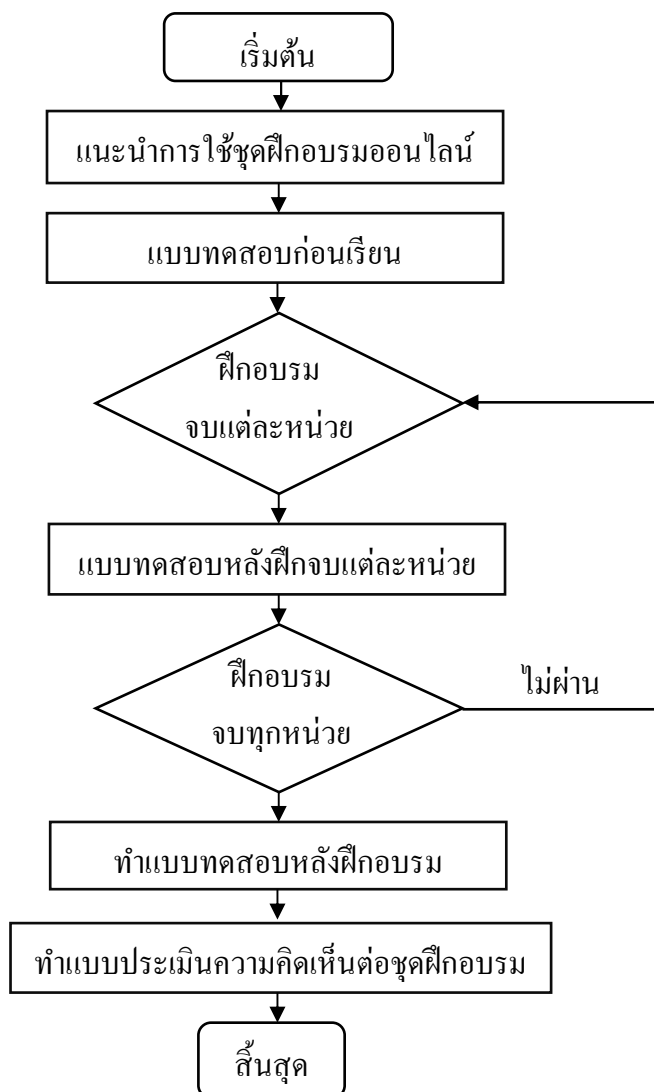 เริ่มต้น
แนะนำการใช้ชุดฝึกอบรมออนไลน์
แบบทดสอบก่อนเรียน
ฝึกอบรม
จบแต่ละหน่วย
แบบทดสอบหลังฝึกจบแต่ละหน่วย
ฝึกอบรม
จบทุกหน่วย
ไม่ผ่าน
ทำแบบทดสอบหลังฝึกอบรม
ทำแบบประเมินความคิดเห็นต่อชุดฝึกอบรม
สิ้นสุด